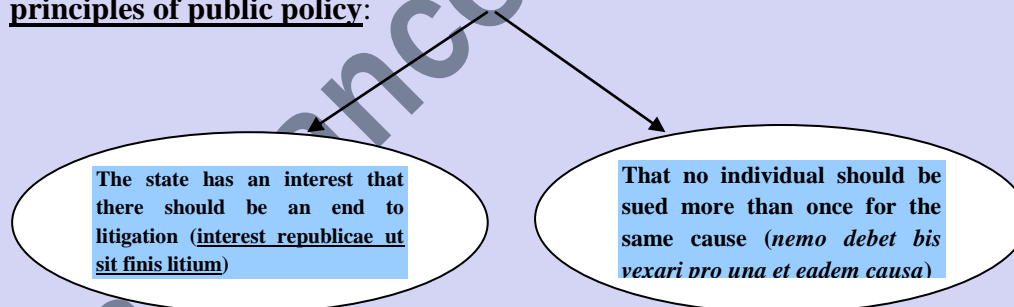 principles of public policy:
The state has an interest that
there should be an end to
litigation (interest republicae ut
sit finis litium)
That no individual should be
sued more than once for the
same cause (nemo debet bis
vexari pro una et eadem causa)